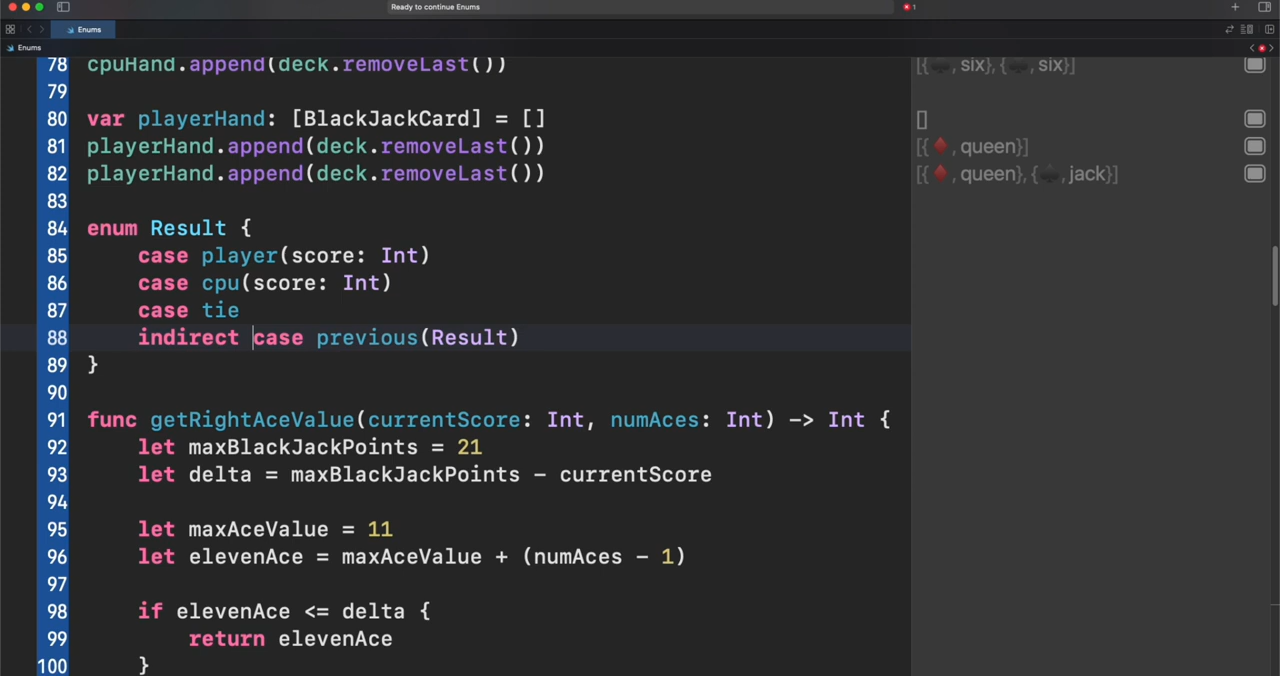 Ready to continue Enums
1
Enums
Enums
78 cpuHand.append(deck.removeLast()) [{♠, six}, {♠, six}]
79
80 var playerHand: [BlackJackCard] = [] []
81 playerHand.append(deck.removeLast()) [{♦, queen}]
82 playerHand.append(deck.removeLast()) [{♦, queen}, {♠, jack}]
83
84 enum Result {
85 case player(score: Int)
86 case cpu(score: Int)
87 case tie
88 indirect case previous(Result)
89 }
90
91 func getRightAceValue(currentScore: Int, numAces: Int) -> Int {
92 let maxBlackJackPoints = 21
93 let delta = maxBlackJackPoints - currentScore
94
95 let maxAceValue = 11
96 let elevenAce = maxAceValue + (numAces - 1)
97
98 if elevenAce <= delta {
99 return elevenAce
100 }